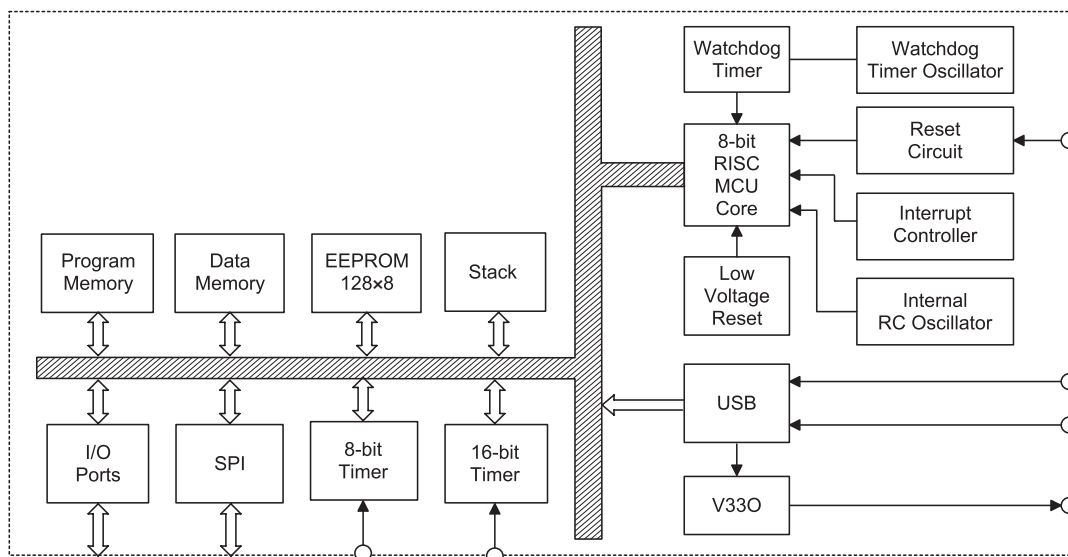 Watchdog
Timer
Watchdog
Timer Oscillator
8-bit
RISC
MCU
Core
Reset
Circuit
Interrupt
Controller
Low
Voltage
Reset
Internal
RC Oscillator
Program
Memory
Data
Memory
EEPROM
128×8
Stack
USB
I/O
Ports
SPI
8-bit
Timer
16-bit
Timer
V33O